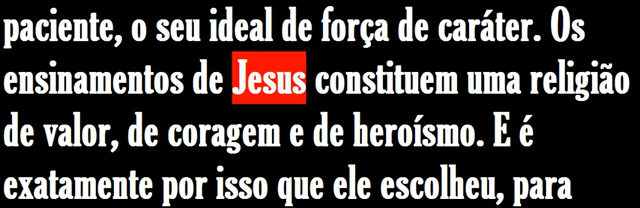 paciente, o seu ideal de força de caráter. Os
ensinamentos de Jesus constituem uma religião
de valor, de coragem e de heroísmo. E é
exatamente por isso que ele escolheu, para